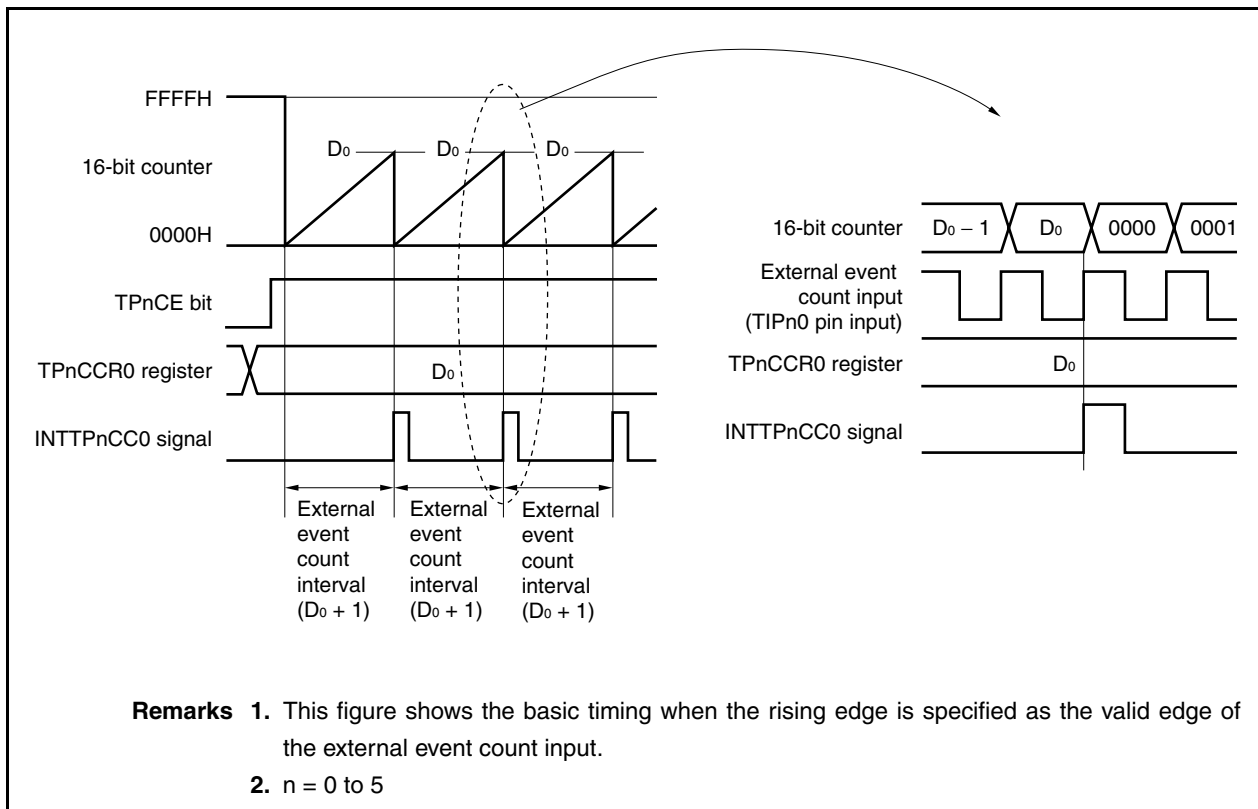 FFFFH
16-bit counter
0000H
D0
D0
D0
TPnCE bit
TPnCCR0 register
D0
INTTPnCC0 signal
External
event
count
interval
(D0 + 1)
External
event
count
interval
(D0 + 1)
External
event
count
interval
(D0 + 1)
16-bit counter
D0 − 1
D0
0000
0001
External event
count input
(TIPn0 pin input)
TPnCCR0 register
D0
INTTPnCC0 signal
Remarks 1. This figure shows the basic timing when the rising edge is specified as the valid edge of
the external event count input.
2. n = 0 to 5